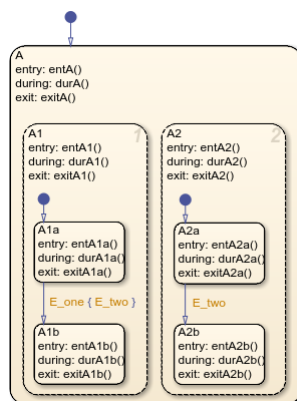 A
entry: entA()
during: durA()
exit: exitA()
A1
1
entry: entA1()
during: durA1()
exit: exitA1()
A1a
entry: entA1a()
during: durA1a()
exit: exitA1a()
E_one { E_two }
A1b
entry: entA1b()
during: durA1b()
exit: exitA1b()
A2
2
entry: entA2()
during: durA2()
exit: exitA2()
A2a
entry: entA2a()
during: durA2a()
exit: exitA2a()
E_two
A2b
entry: entA2b()
during: durA2b()
exit: exitA2b()